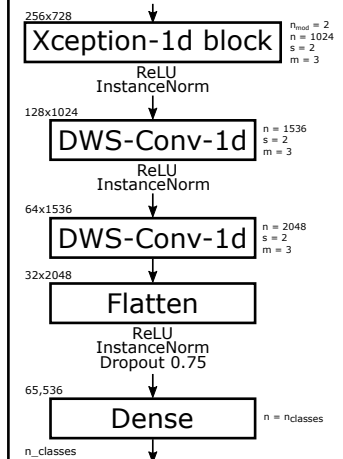 256x728
Xception-1d block
n_mod = 2
n = 1024
s = 2
m = 3
ReLU
InstanceNorm
128x1024
DWS-Conv-1d
n = 1536
s = 2
m = 3
ReLU
InstanceNorm
64x1536
DWS-Conv-1d
n = 2048
s = 2
m = 3
32x2048
Flatten
ReLU
InstanceNorm
Dropout 0.75
65,536
Dense
n = n_classes
n_classes